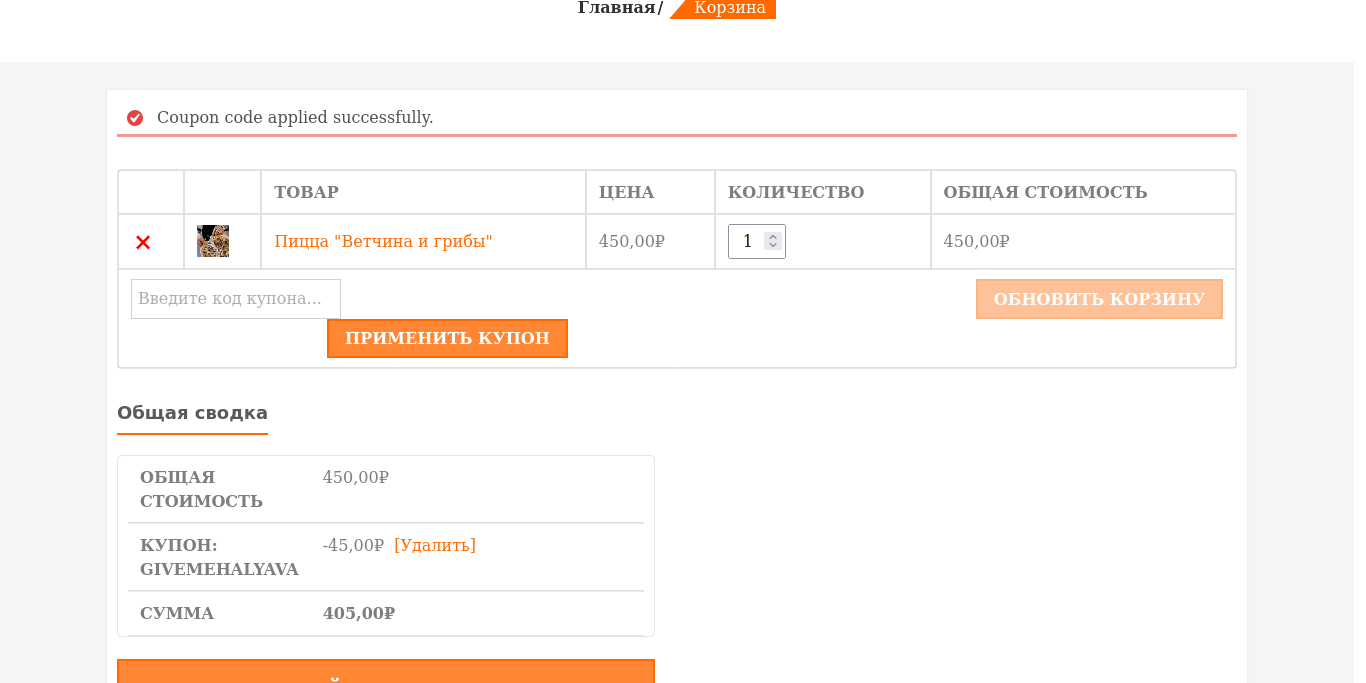 Главная/ Корзина
Coupon code applied successfully.
ТОВАР ЦЕНА КОЛИЧЕСТВО ОБЩАЯ СТОИМОСТЬ
Пицца "Ветчина и грибы" 450,00₽ 1 450,00₽
Введите код купона... ОБНОВИТЬ КОРЗИНУ
ПРИМЕНИТЬ КУПОН
Общая сводка
ОБЩАЯ СТОИМОСТЬ 450,00₽
КУПОН: GIVEMEHALYAVA -45,00₽ [Удалить]
СУММА 405,00₽